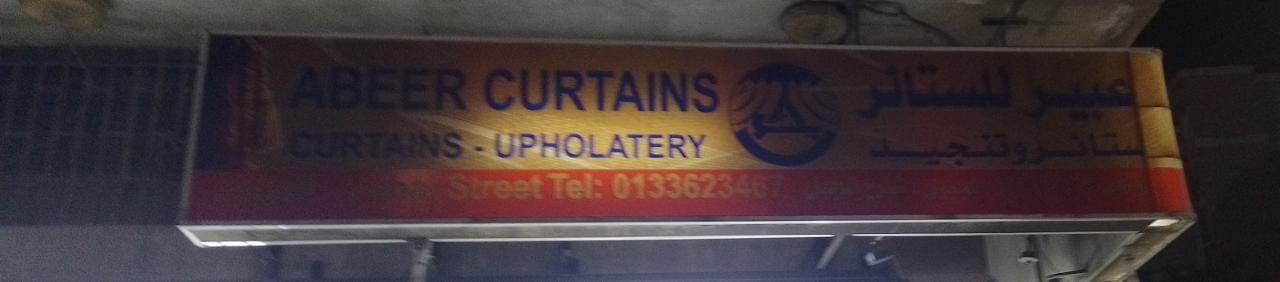 ABEER CURTAINS
عبير للستائر
CURTAINS - UPHOLATERY
ستائر وتنجيد
Street Tel: 0133623467